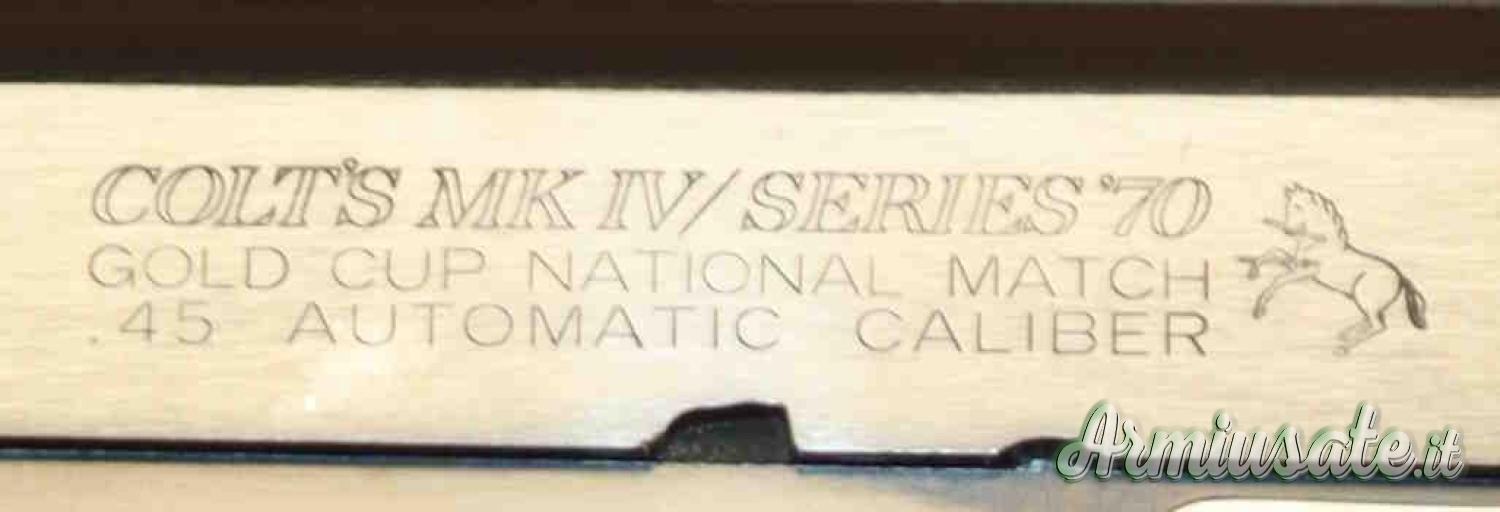 COLT'S MK IV/SERIES '70
GOLD CUP NATIONAL MATCH
.45 AUTOMATIC CALIBER
Armiusate.it